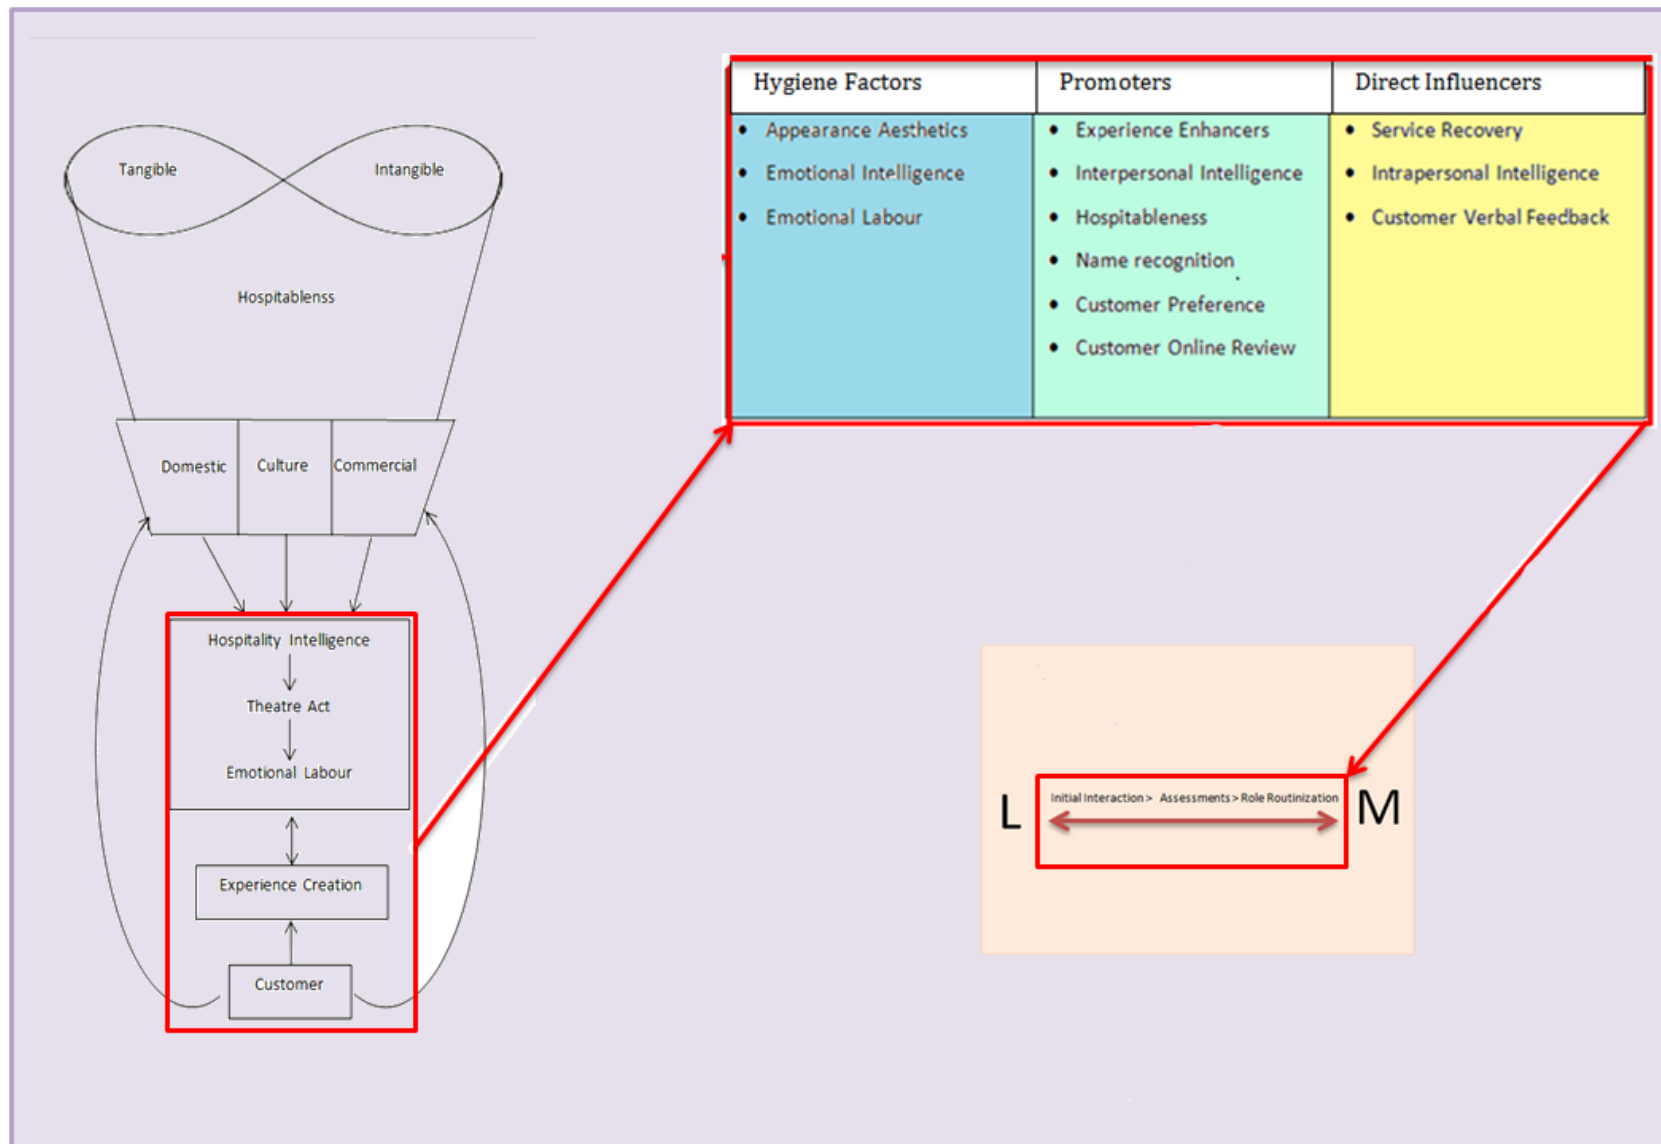 Tangible
Intangible
Hospitablenss
Domestic
Culture
Commercial
Hospitality Intelligence
Theatre Act
Emotional Labour
Experience Creation
Customer
Hygiene Factors
• Appearance Aesthetics
• Emotional Intelligence
• Emotional Labour
Promoters
• Experience Enhancers
• Interpersonal Intelligence
• Hospitableness
• Name recognition
• Customer Preference
• Customer Online Review
Direct Influencers
• Service Recovery
• Intrapersonal Intelligence
• Customer Verbal Feedback
L
Initial Interaction > Assessments > Role Routinization
M